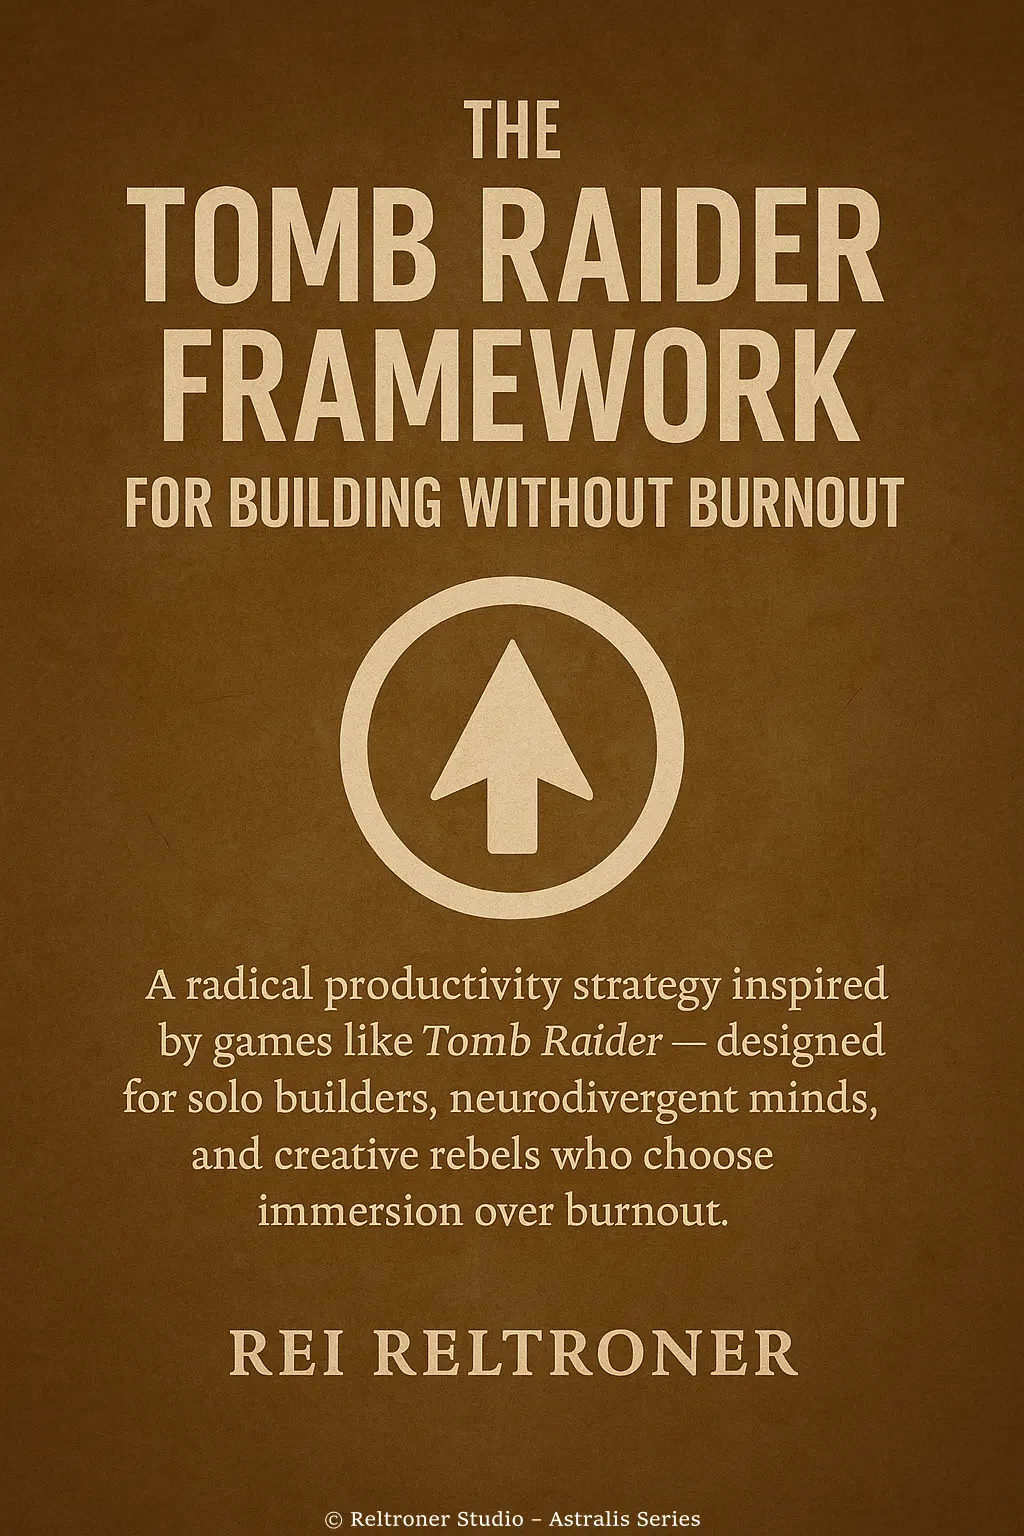 THE
TOMB RAIDER
FRAMEWORK
FOR BUILDING WITHOUT BURNOUT
A radical productivity strategy inspired
by games like Tomb Raider — designed
for solo builders, neurodivergent minds,
and creative rebels who choose
immersion over burnout.
REI RELTRONER
© Reltroner Studio – Astralis Series